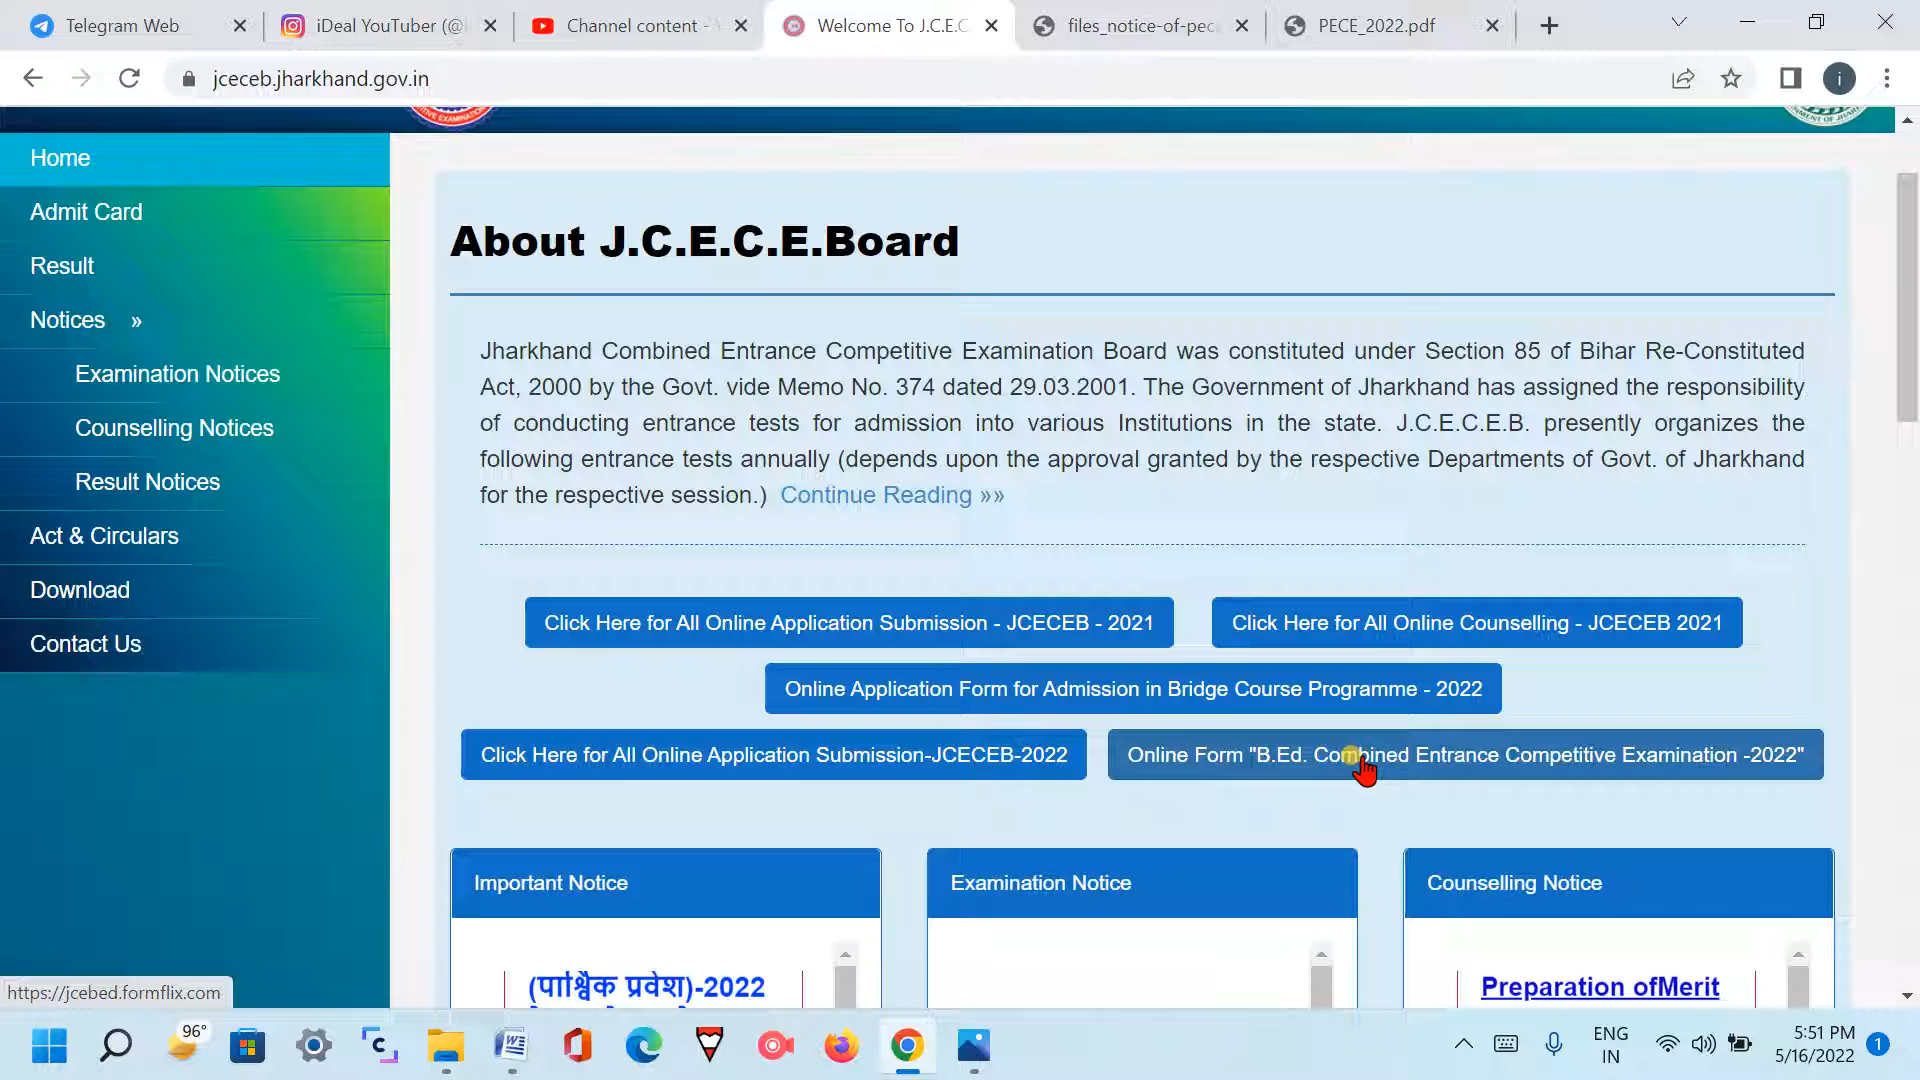 Telegram Web
iDeal YouTuber (@
Channel content -
Welcome To J.C.E.C
files_notice-of-pec
PECE_2022.pdf
jceceb.jharkhand.gov.in
i
Home
Admit Card
Result
Notices »
Examination Notices
Counselling Notices
Result Notices
Act & Circulars
Download
Contact Us
About J.C.E.C.E.Board
Jharkhand Combined Entrance Competitive Examination Board was constituted under Section 85 of Bihar Re-Constituted
Act, 2000 by the Govt. vide Memo No. 374 dated 29.03.2001. The Government of Jharkhand has assigned the responsibility
of conducting entrance tests for admission into various Institutions in the state. J.C.E.C.E.B. presently organizes the
following entrance tests annually (depends upon the approval granted by the respective Departments of Govt. of Jharkhand
for the respective session.) Continue Reading »»
Click Here for All Online Application Submission - JCECEB - 2021
Click Here for All Online Counselling - JCECEB 2021
Online Application Form for Admission in Bridge Course Programme - 2022
Click Here for All Online Application Submission-JCECEB-2022
Online Form "B.Ed. Combined Entrance Competitive Examination -2022"
Important Notice
Examination Notice
Counselling Notice
(पार्श्विक प्रवेश)-2022
Preparation ofMerit
https://jcebed.formflix.com
96°
ENG
IN
5:51 PM
5/16/2022
1